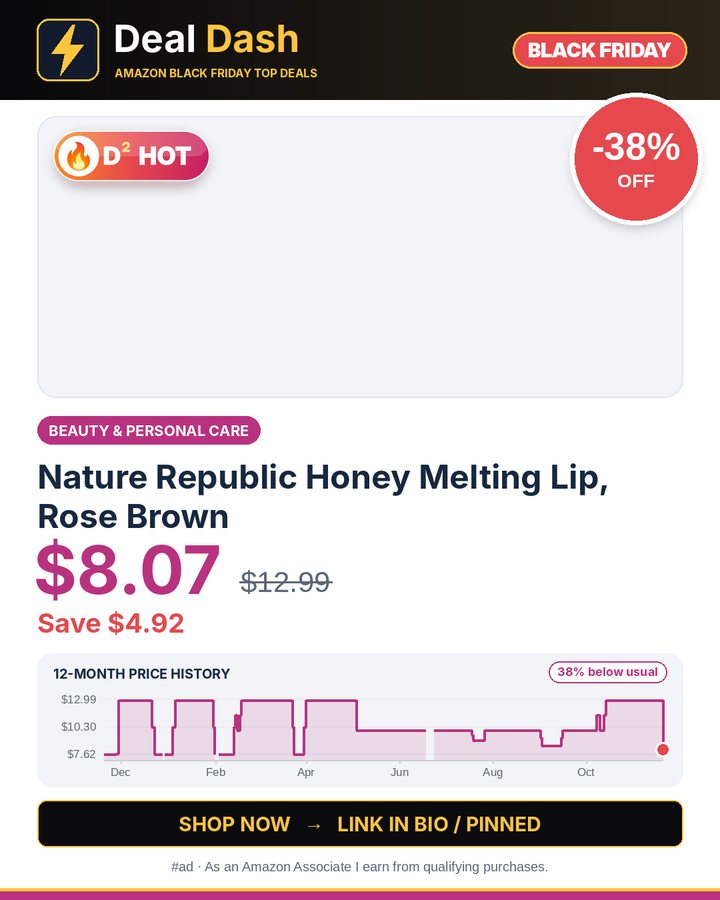 Deal Dash
AMAZON BLACK FRIDAY TOP DEALS
BLACK FRIDAY
-38%
OFF
D² HOT
BEAUTY & PERSONAL CARE
Nature Republic Honey Melting Lip,
Rose Brown
$8.07 $12.99
Save $4.92
12-MONTH PRICE HISTORY
38% below usual
$12.99
$10.30
$7.62
Dec Feb Apr Jun Aug Oct
SHOP NOW → LINK IN BIO / PINNED
#ad · As an Amazon Associate I earn from qualifying purchases.